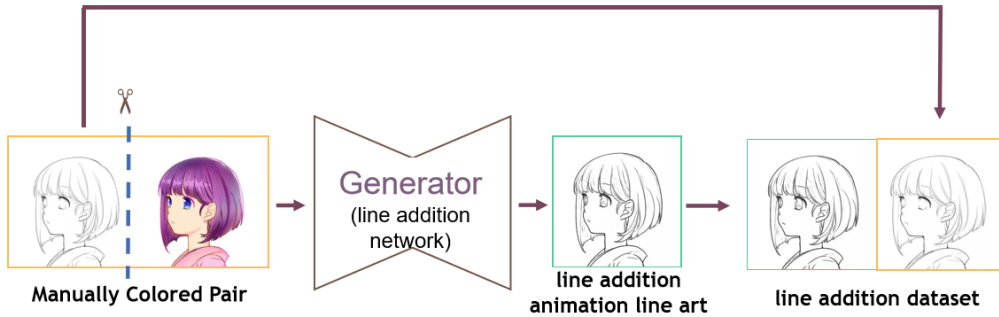 Generator
(line addition
network)
Manually Colored Pair
line addition
animation line art
line addition dataset